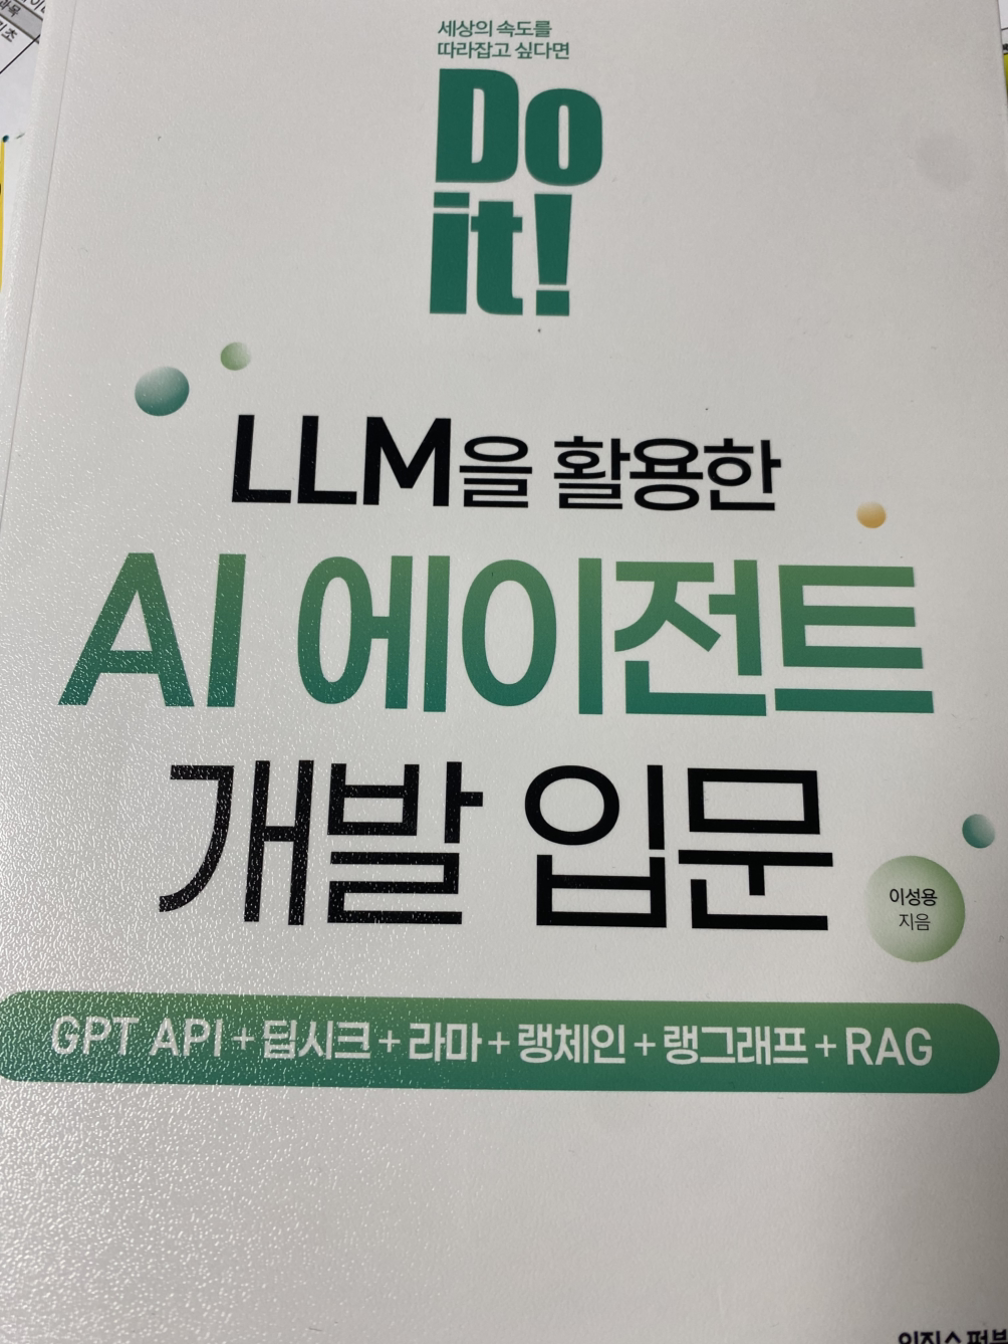 세상의 속도를
따라잡고 싶다면
Do
it!
LLM을 활용한
AI 에이전트
개발 입문
이성용
지음
GPT API + 딥시크 + 라마 + 랭체인 + 랭그래프 + RAG